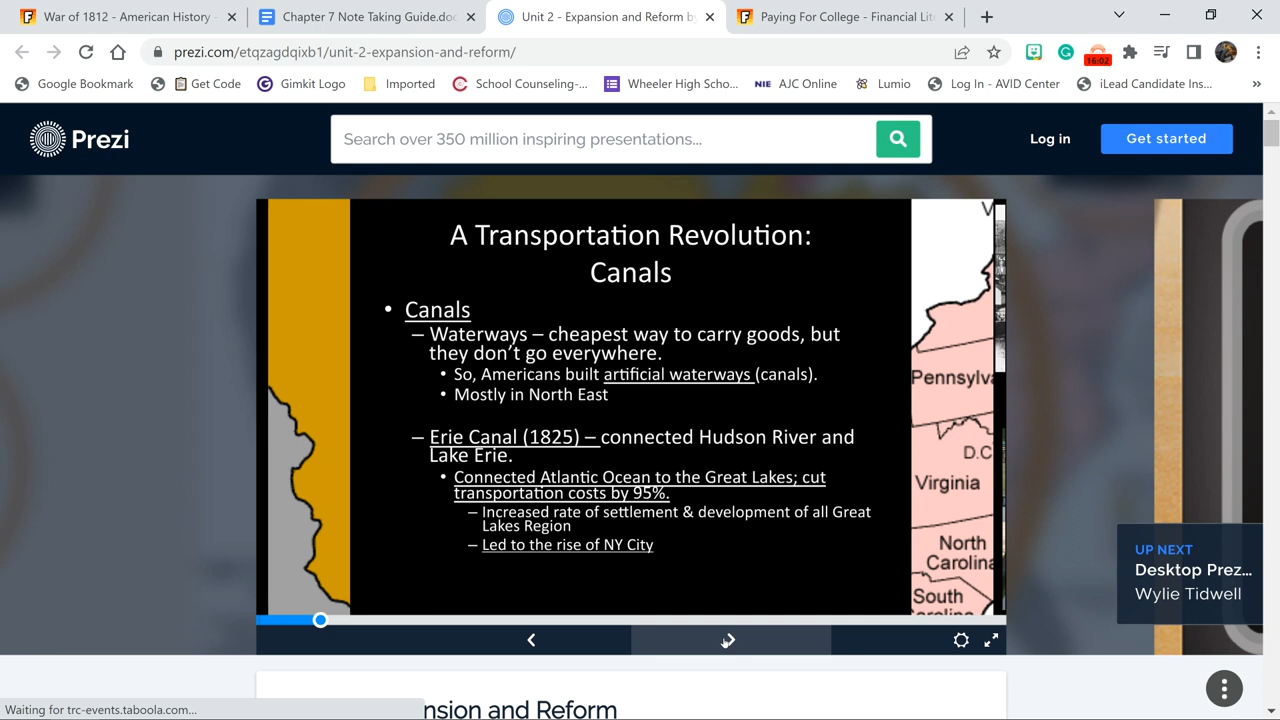 War of 1812 - American History
Chapter 7 Note Taking Guide.doc
Unit 2 - Expansion and Reform b
Paying For College - Financial Lit
prezi.com/etqzagdqixb1/unit-2-expansion-and-reform/
16:02
Google Bookmark
Get Code
Gimkit Logo
Imported
School Counseling-...
Wheeler High Scho...
NIE AJC Online
Lumio
Log In - AVID Center
iLead Candidate Ins...
»
Prezi
Search over 350 million inspiring presentations...
Log in
Get started
A Transportation Revolution:
Canals
• Canals
– Waterways – cheapest way to carry goods, but
they don't go everywhere.
• So, Americans built artificial waterways (canals).
• Mostly in North East
– Erie Canal (1825) – connected Hudson River and
Lake Erie.
• Connected Atlantic Ocean to the Great Lakes; cut
transportation costs by 95%.
– Increased rate of settlement & development of all Great
Lakes Region
– Led to the rise of NY City
Pennsylva
D.C
Virginia
North
Carolina
South
UP NEXT
Desktop Prez...
Wylie Tidwell
nsion and Reform
Waiting for trc-events.taboola.com...